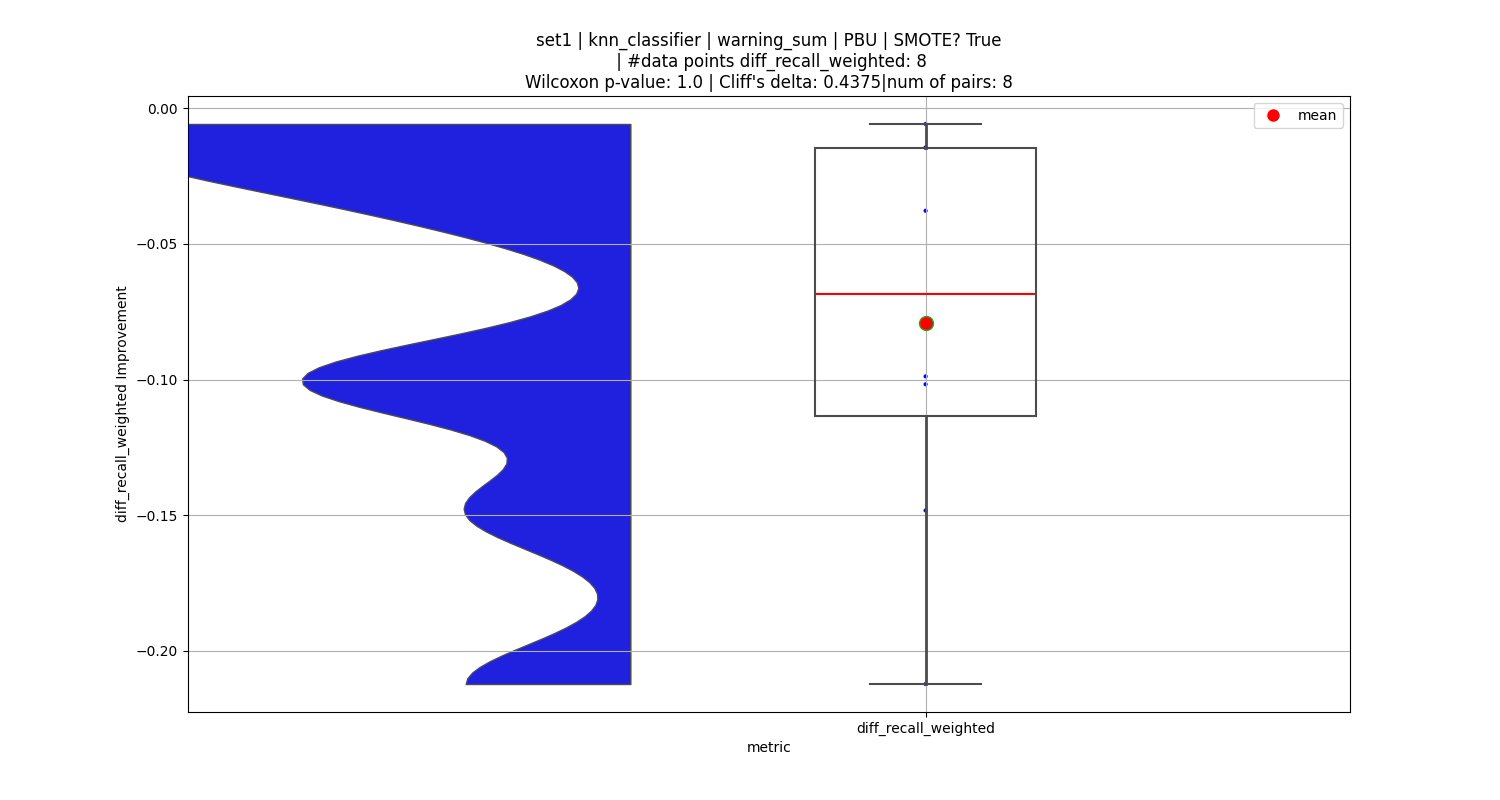 set1 | knn_classifier | warning_sum | PBU | SMOTE? True
| #data points diff_recall_weighted: 8
Wilcoxon p-value: 1.0 | Cliff's delta: 0.4375|num of pairs: 8
mean
0.00
−0.05
−0.10
−0.15
−0.20
diff_recall_weighted Improvement
diff_recall_weighted
metric